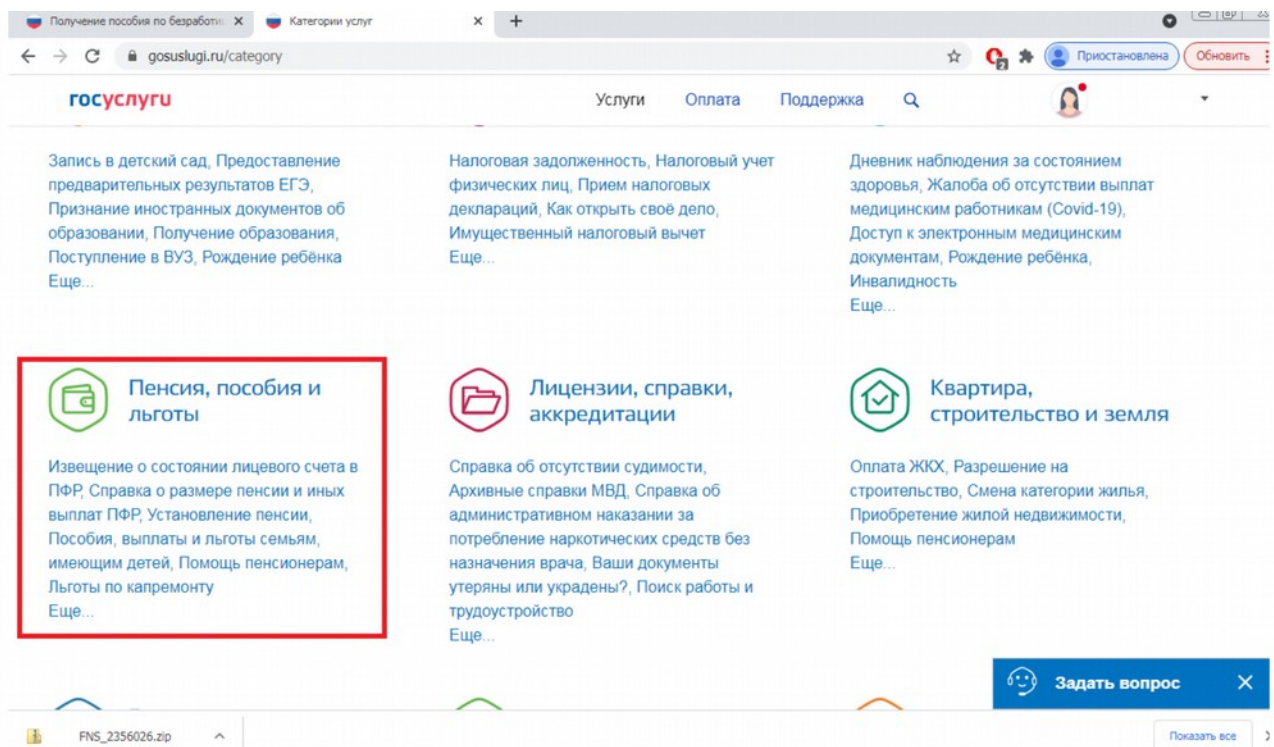 Получение пособия по безработи
Категории услуг
gosuslugi.ru/category
2
Приостановлена
Обновить
госуслуги
Услуги
Оплата
Поддержка
Запись в детский сад, Предоставление
предварительных результатов ЕГЭ,
Признание иностранных документов об
образовании, Получение образования,
Поступление в ВУЗ, Рождение ребёнка
Еще...
Налоговая задолженность, Налоговый учет
физических лиц, Прием налоговых
деклараций, Как открыть своё дело,
Имущественный налоговый вычет
Еще...
Дневник наблюдения за состоянием
здоровья, Жалоба об отсутствии выплат
медицинским работникам (Covid-19),
Доступ к электронным медицинским
документам, Рождение ребёнка,
Инвалидность
Еще...
Пенсия, пособия и
льготы
Извещение о состоянии лицевого счета в
ПФР, Справка о размере пенсии и иных
выплат ПФР, Установление пенсии,
Пособия, выплаты и льготы семьям,
имеющим детей, Помощь пенсионерам,
Льготы по капремонту
Еще...
Лицензии, справки,
аккредитации
Справка об отсутствии судимости,
Архивные справки МВД, Справка об
административном наказании за
потребление наркотических средств без
назначения врача, Ваши документы
утеряны или украдены?, Поиск работы и
трудоустройство
Еще...
Квартира,
строительство и земля
Оплата ЖКХ, Разрешение на
строительство, Смена категории жилья,
Приобретение жилой недвижимости,
Помощь пенсионерам
Еще...
Задать вопрос
FNS_2356026.zip
Показать все